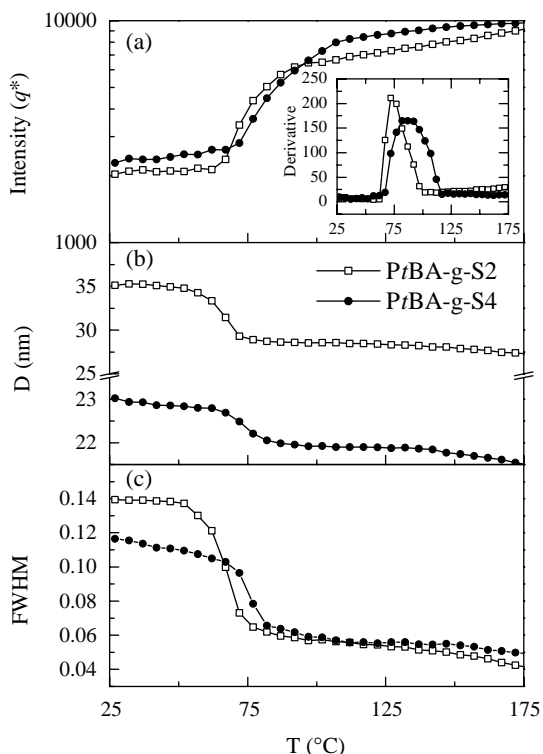 10000
(a)
Intensity (q*)
1000
250
200
150
100
50
0
Derivative
25 75 125 175
(b)
PtBA-g-S2
PtBA-g-S4
35
30
25
23
22
D (nm)
(c)
0.14
0.12
0.10
0.08
0.06
0.04
FWHM
25 75 125 175
T (°C)